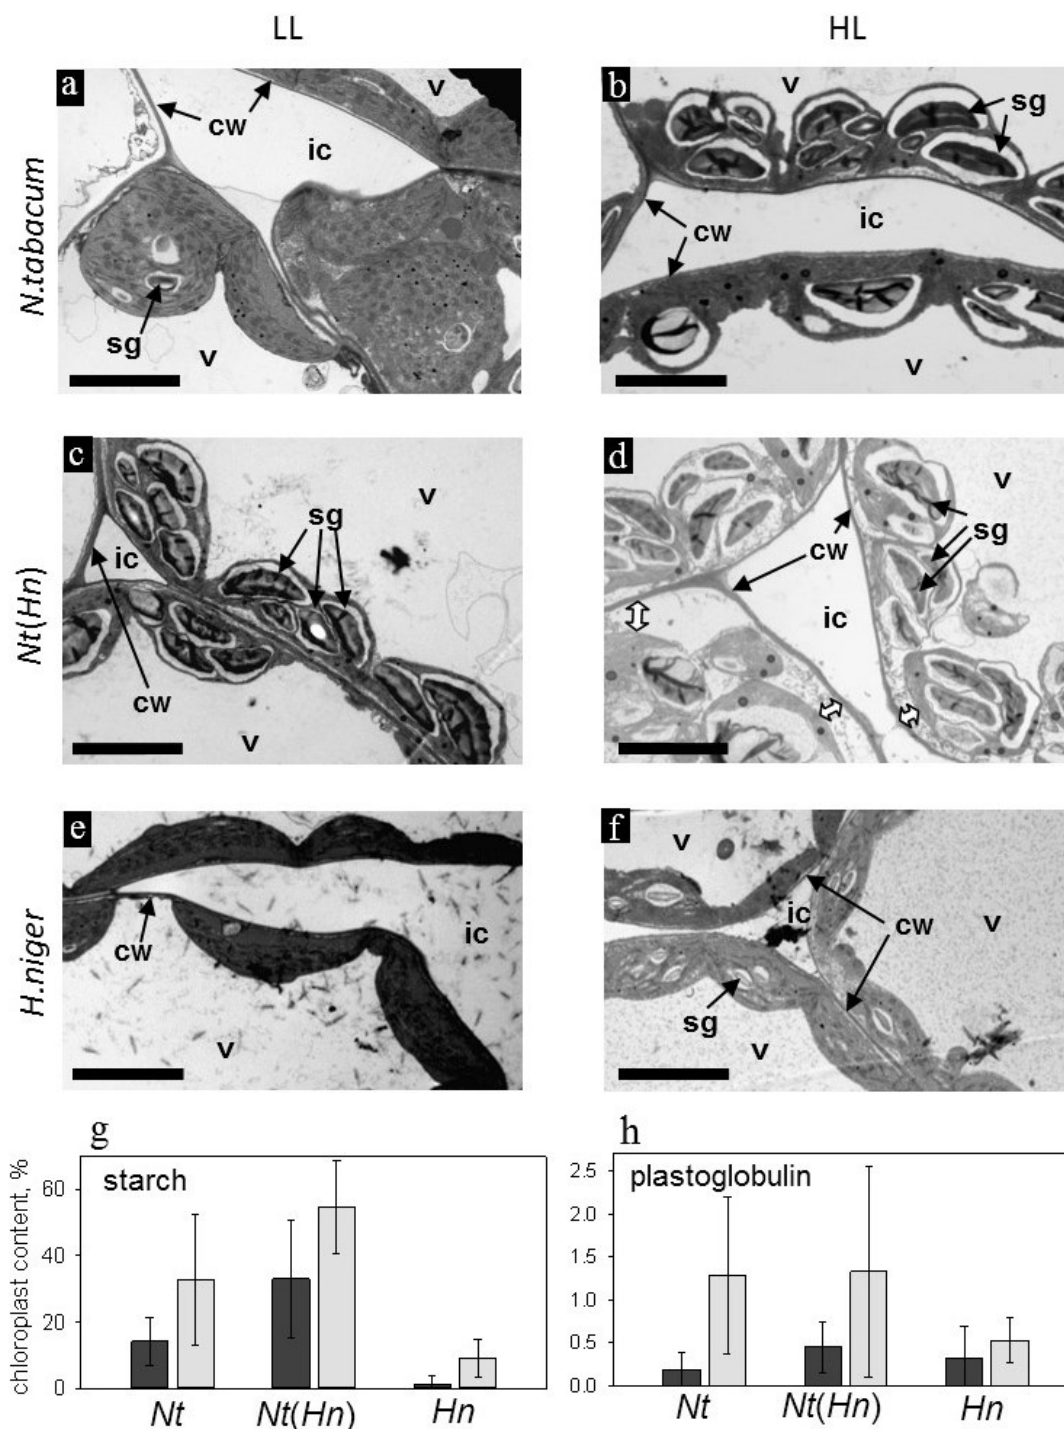 LL HL
N.tabacum
a
cw
v
ic
sg
v
b
v
sg
ic
cw
v
Nt(Hn)
c
v
sg
ic
cw
v
d
v
cw
sg
ic
H.niger
e
cw
ic
v
f
v
ic
cw
v
sg
v
g
starch
chloroplast content, %
60
40
20
0
Nt Nt(Hn) Hn
h
plastoglobulin
2.5
2.0
1.5
1.0
0.5
0.0
Nt Nt(Hn) Hn